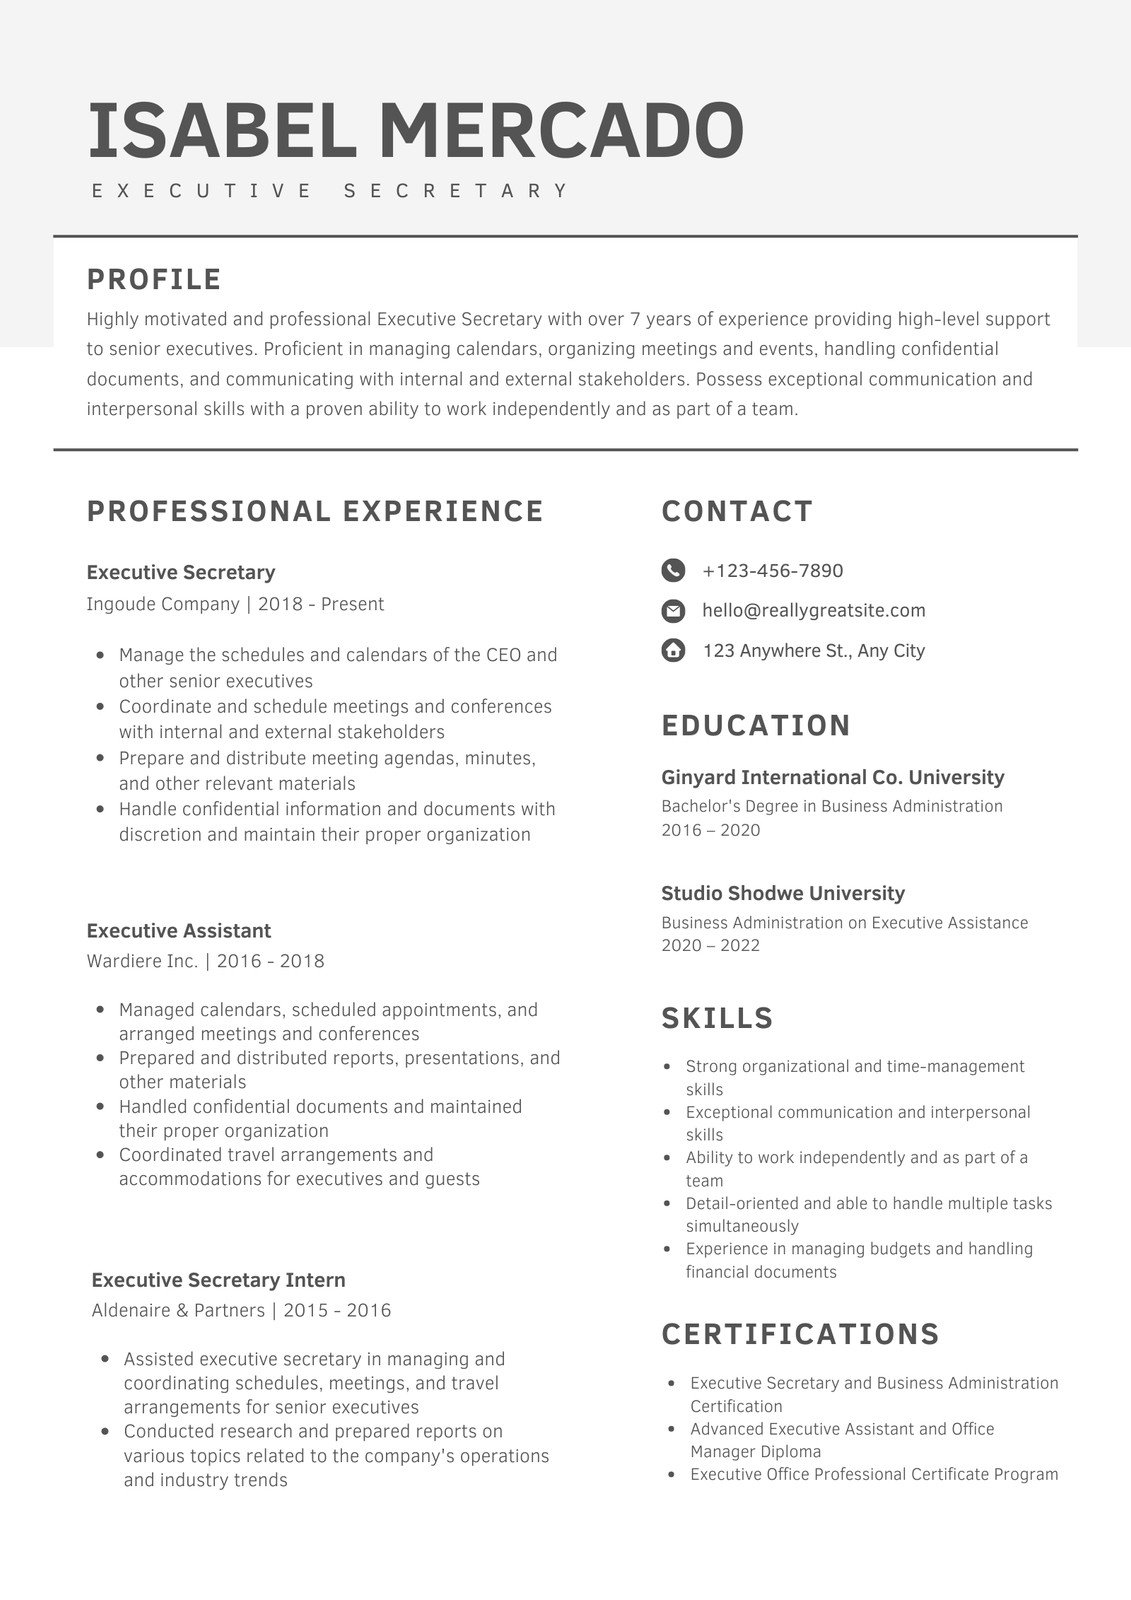 ISABEL MERCADO
EXECUTIVE SECRETARY
PROFILE
Highly motivated and professional Executive Secretary with over 7 years of experience providing high-level support
to senior executives. Proficient in managing calendars, organizing meetings and events, handling confidential
documents, and communicating with internal and external stakeholders. Possess exceptional communication and
interpersonal skills with a proven ability to work independently and as part of a team.
PROFESSIONAL EXPERIENCE
Executive Secretary
Ingoude Company | 2018 - Present
• Manage the schedules and calendars of the CEO and
other senior executives
• Coordinate and schedule meetings and conferences
with internal and external stakeholders
• Prepare and distribute meeting agendas, minutes,
and other relevant materials
• Handle confidential information and documents with
discretion and maintain their proper organization
Executive Assistant
Wardiere Inc. | 2016 - 2018
• Managed calendars, scheduled appointments, and
arranged meetings and conferences
• Prepared and distributed reports, presentations, and
other materials
• Handled confidential documents and maintained
their proper organization
• Coordinated travel arrangements and
accommodations for executives and guests
Executive Secretary Intern
Aldenaire & Partners | 2015 - 2016
• Assisted executive secretary in managing and
coordinating schedules, meetings, and travel
arrangements for senior executives
• Conducted research and prepared reports on
various topics related to the company's operations
and industry trends
CONTACT
+123-456-7890
hello@reallygreatsite.com
123 Anywhere St., Any City
EDUCATION
Ginyard International Co. University
Bachelor's Degree in Business Administration
2016 – 2020
Studio Shodwe University
Business Administration on Executive Assistance
2020 – 2022
SKILLS
• Strong organizational and time-management
skills
• Exceptional communication and interpersonal
skills
• Ability to work independently and as part of a
team
• Detail-oriented and able to handle multiple tasks
simultaneously
• Experience in managing budgets and handling
financial documents
CERTIFICATIONS
• Executive Secretary and Business Administration
Certification
• Advanced Executive Assistant and Office
Manager Diploma
• Executive Office Professional Certificate Program